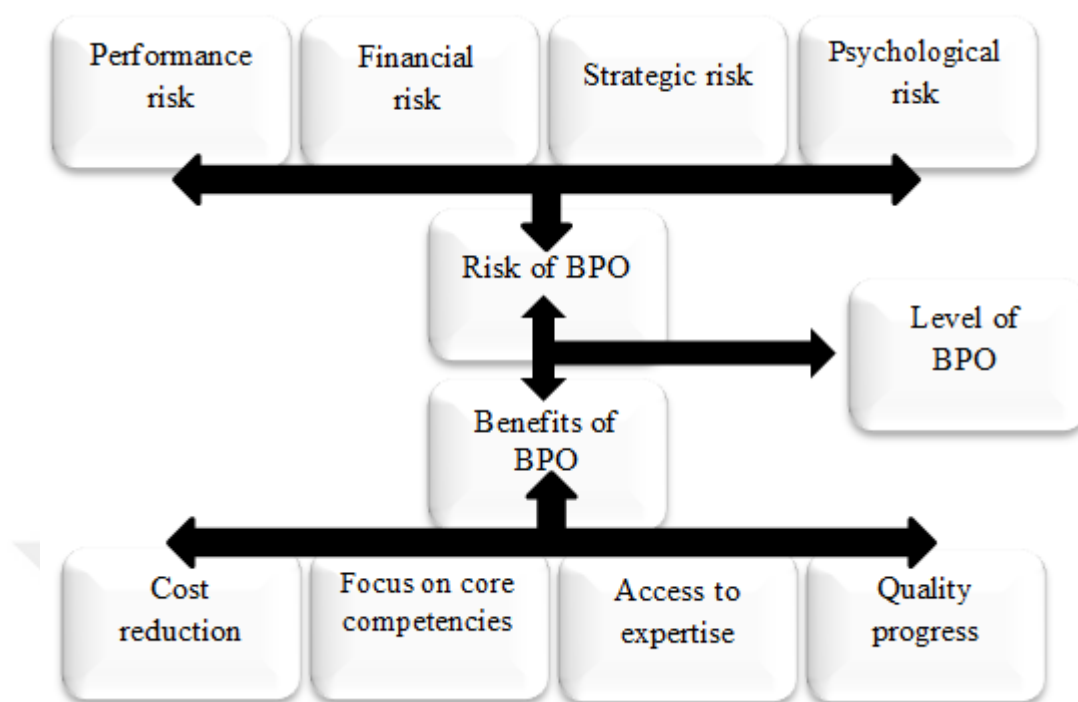 Performance
risk
Financial
risk
Strategic risk
Psychological
risk
Risk of BPO
Level of
BPO
Benefits of
BPO
Cost
reduction
Focus on core
competencies
Access to
expertise
Quality
progress